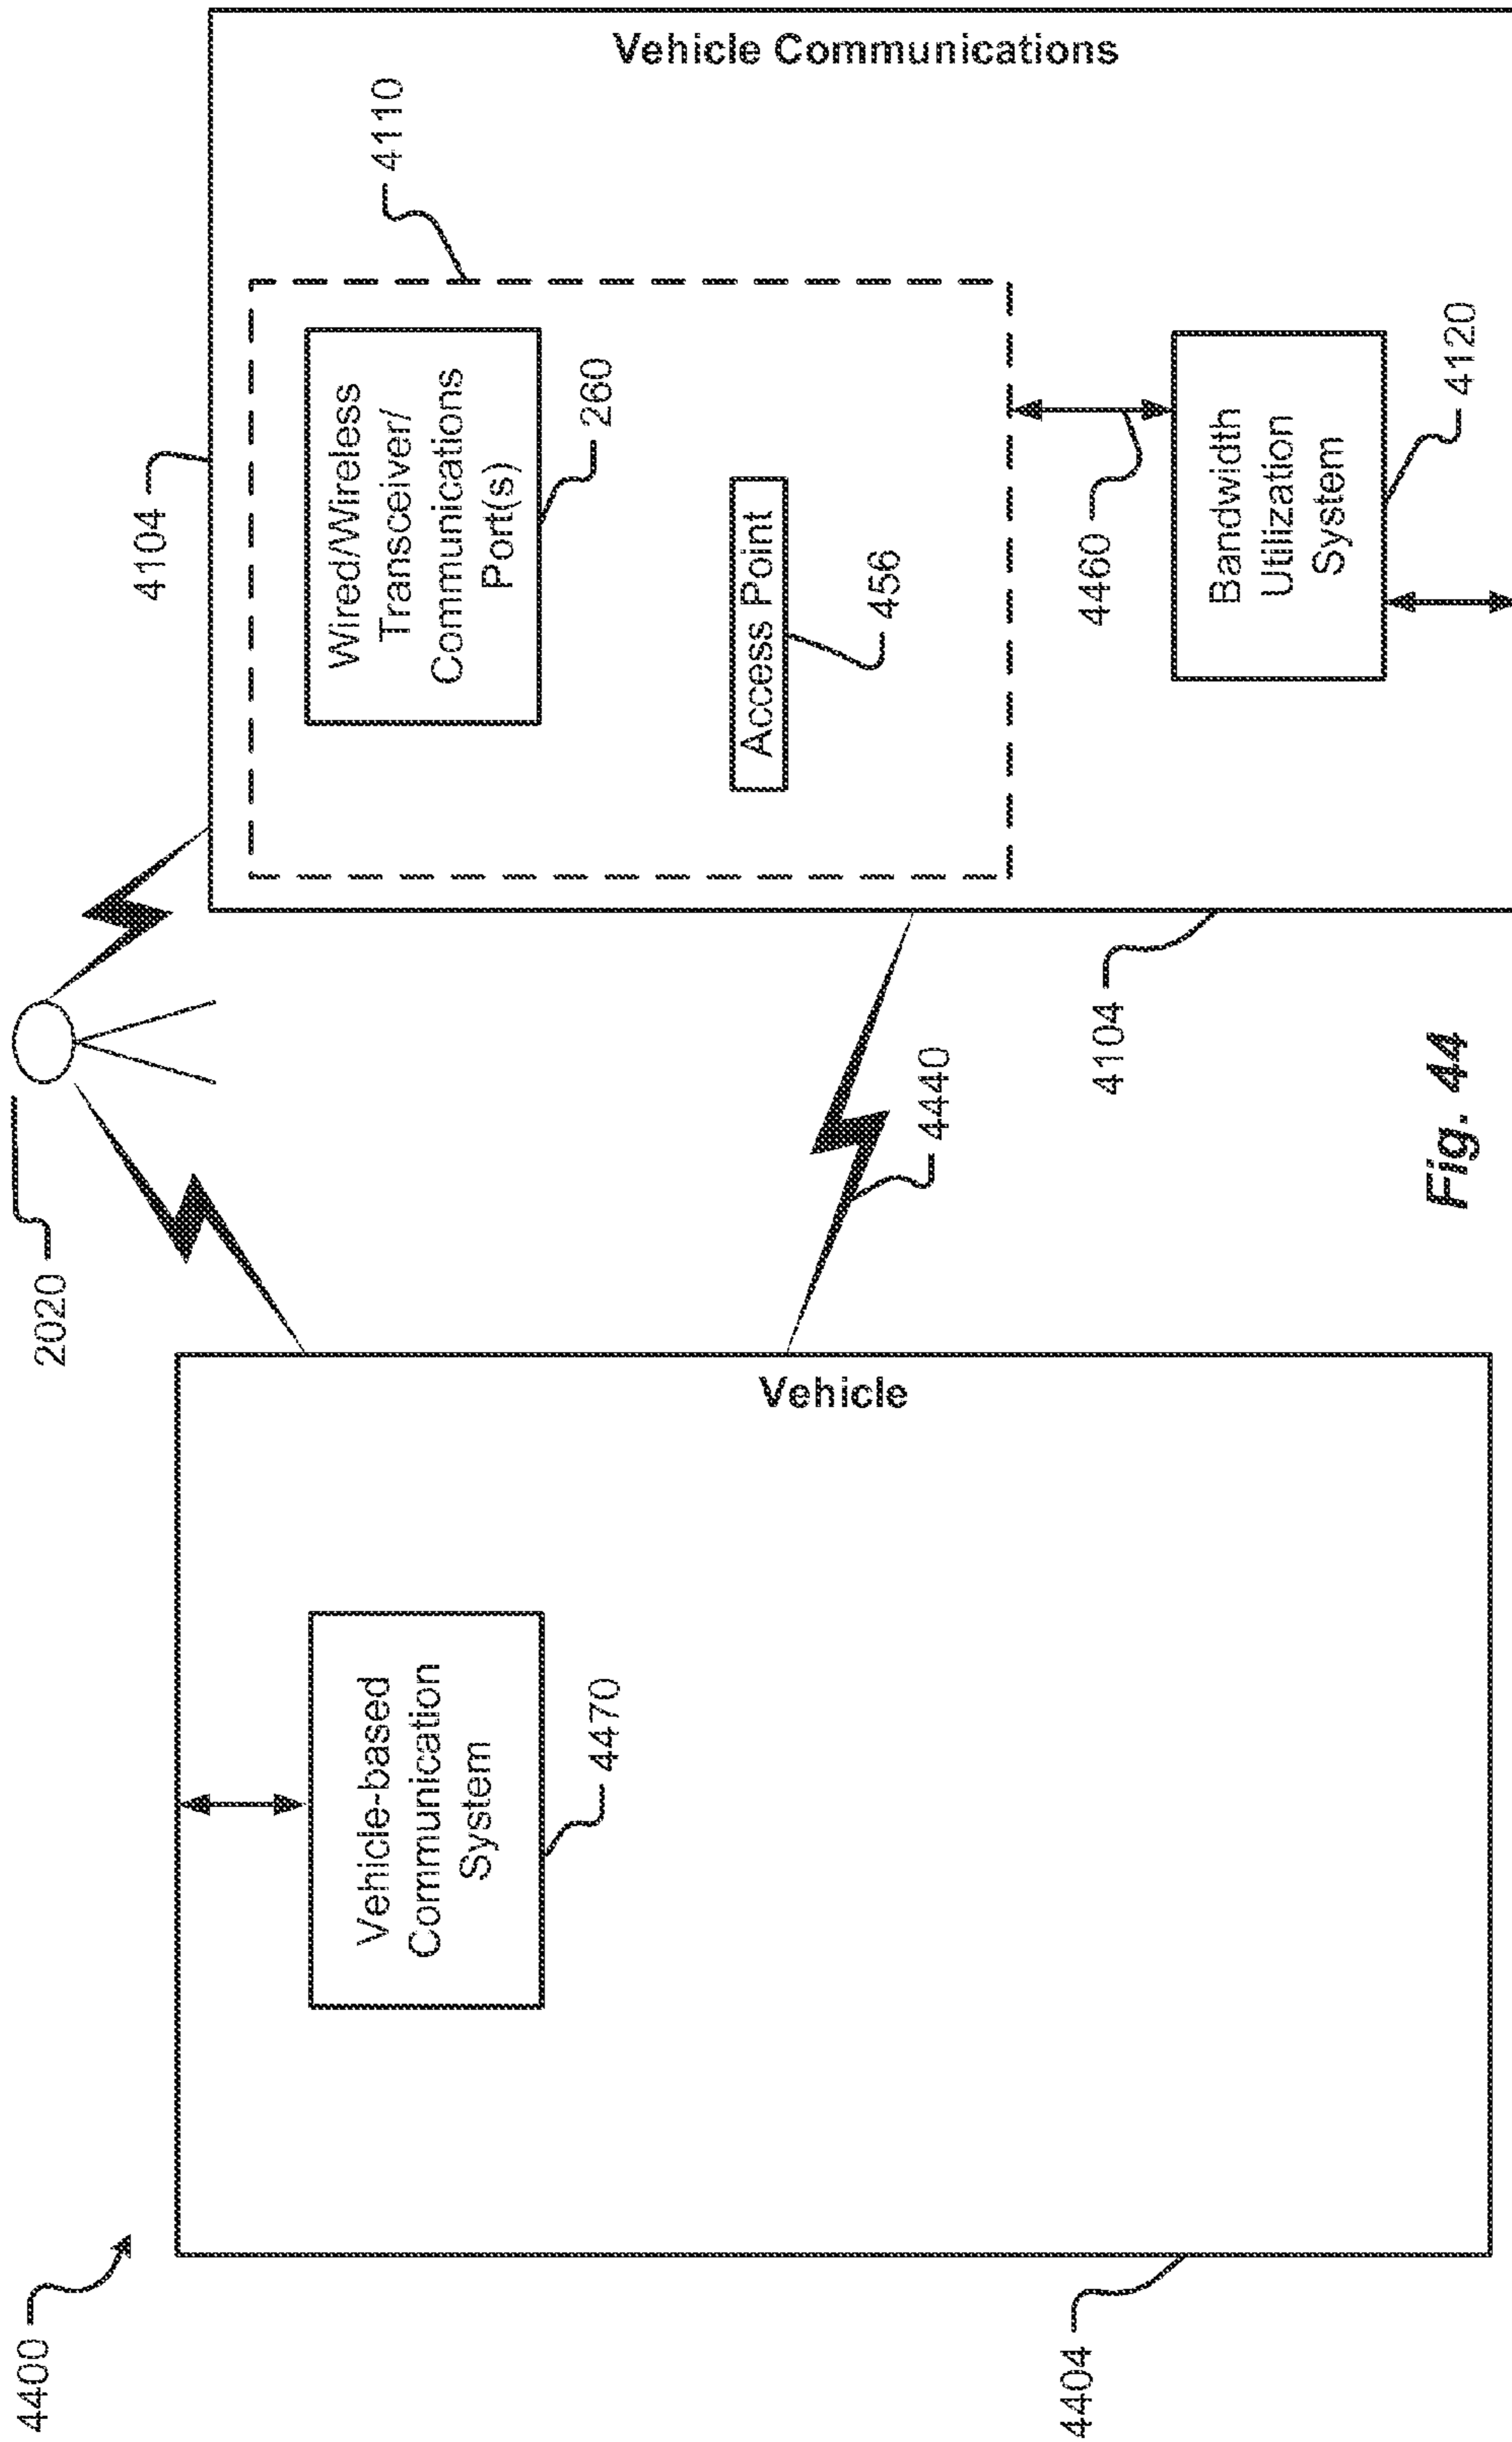 4400
2020
4104
4110
Vehicle-based
Communication
System
4470
Wired/Wireless
Transceiver/
Communications
Port(s)
260
Access Point
456
Vehicle
4440
4460
Vehicle Communications
Bandwidth
Utilization
System
4120
4404
4104
Fig. 44